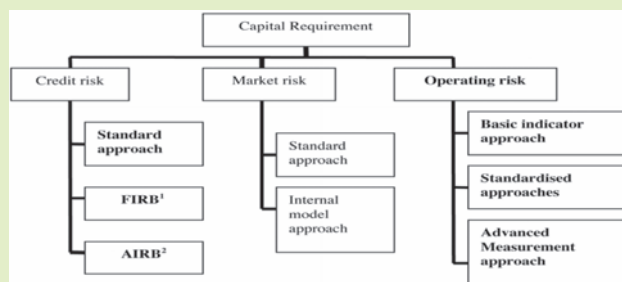 Capital Requirement
Credit risk
Market risk
Operating risk
Standard
approach
FIRB¹
AIRB²
Standard
approach
Internal
model
approach
Basic indicator
approach
Standardised
approaches
Advanced
Measurement
approach